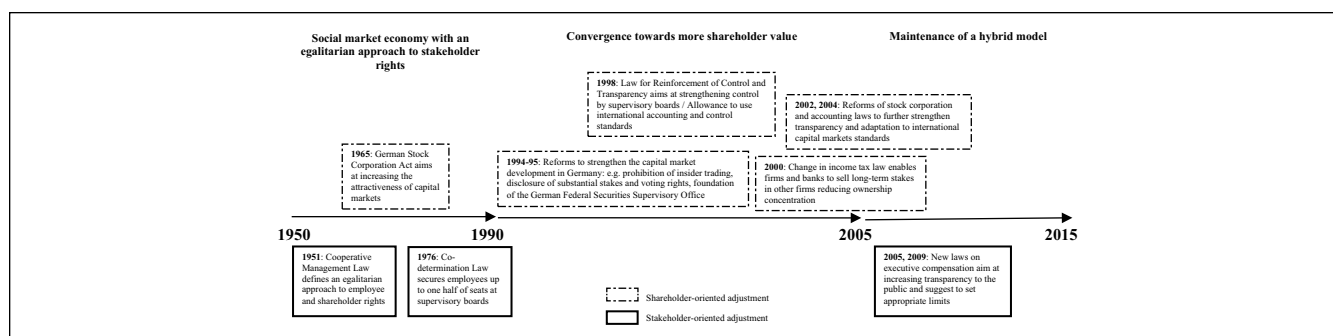 Social market economy with an
egalitarian approach to stakeholder
rights
Convergence towards more shareholder value
Maintenance of a hybrid model
1998: Law for Reinforcement of Control and
Transparency aims at strengthening control
by supervisory boards / Allowance to use
international accounting and control
standards
2002, 2004: Reforms of stock corporation
and accounting laws to further strengthen
transparency and adaptation to international
capital markets standards
1965: German Stock
Corporation Act aims
at increasing the
attractiveness of capital
markets
1994-95: Reforms to strengthen the capital market
development in Germany: e.g. prohibition of insider trading,
disclosure of substantial stakes and voting rights, foundation
of the German Federal Securities Supervisory Office
2000: Change in income tax law enables
firms and banks to sell long-term stakes
in other firms reducing ownership
concentration
1950
1990
2005
2015
1951: Cooperative
Management Law
defines an egalitarian
approach to employee
and shareholder rights
1976: Co-
determination Law
secures employees up
to one half of seats at
supervisory boards
2005, 2009: New laws on
executive compensation aim at
increasing transparency to the
public and suggest to set
appropriate limits
Shareholder-oriented adjustment
Stakeholder-oriented adjustment